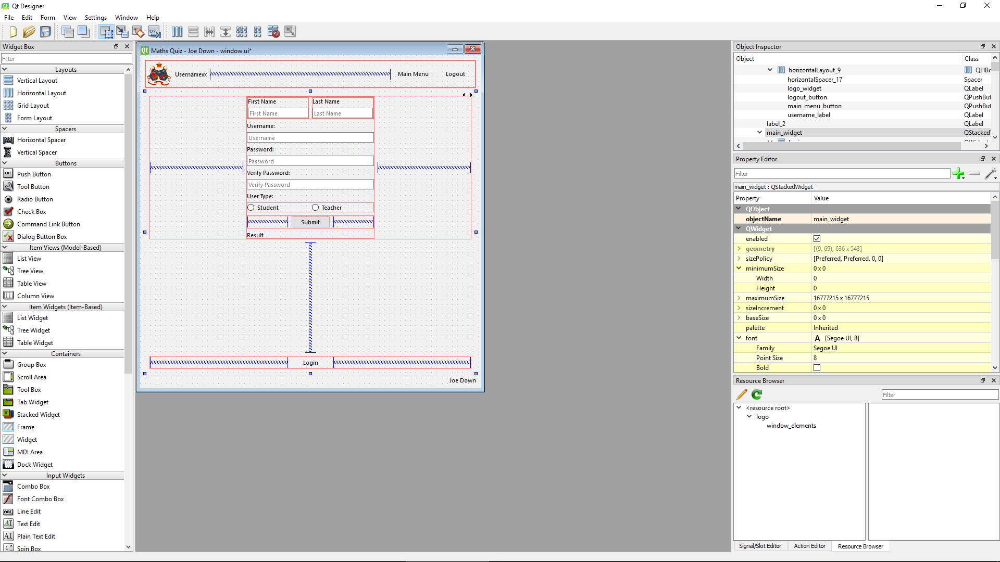 Qt Designer
File Edit Form View Settings Window Help
Widget Box
Filter
Layouts
Vertical Layout
Horizontal Layout
Grid Layout
Form Layout
Spacers
Horizontal Spacer
Vertical Spacer
Buttons
Push Button
Tool Button
Radio Button
Check Box
Command Link Button
Dialog Button Box
Item Views (Model-Based)
List View
Tree View
Table View
Column View
Item Widgets (Item-Based)
List Widget
Tree Widget
Table Widget
Containers
Group Box
Scroll Area
Tool Box
Tab Widget
Stacked Widget
Frame
Widget
MDI Area
Dock Widget
Input Widgets
Combo Box
Font Combo Box
Line Edit
Text Edit
Plain Text Edit
Spin Box
Maths Quiz - Joe Down - window.ui*
Usernamexx Main Menu Logout
First Name Last Name
First Name Last Name
Username:
Username
Password:
Password
Verify Password:
Verify Password
User Type:
Student Teacher
Submit
Result
Login
Joe Down
Object Inspector
Object Class
horizontalLayout_9 QHBo
horizontalSpacer_17 Spacer
logo_widget QLabel
logout_button QPushBut
main_menu_button QPushBut
username_label QLabel
label_2 QLabel
main_widget QStacked
Property Editor
Filter
main_widget : QStackedWidget
Property Value
QObject
objectName main_widget
QWidget
enabled
geometry [(9, 69), 636 x 543]
sizePolicy [Preferred, Preferred, 0, 0]
minimumSize 0 x 0
Width 0
Height 0
maximumSize 16777215 x 16777215
sizeIncrement 0 x 0
baseSize 0 x 0
palette Inherited
font A [Segoe UI, 8]
Family Segoe UI
Point Size 8
Bold
Resource Browser
Filter
<resource root>
logo
window_elements
Signal/Slot Editor Action Editor Resource Browser